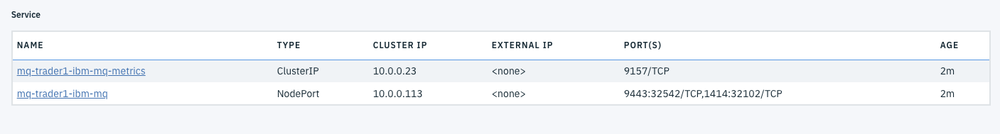 Service
NAME TYPE CLUSTER IP EXTERNAL IP PORT(S) AGE
mq-trader1-ibm-mq-metrics ClusterIP 10.0.0.23 <none> 9157/TCP 2m
mq-trader1-ibm-mq NodePort 10.0.0.113 <none> 9443:32542/TCP,1414:32102/TCP 2m